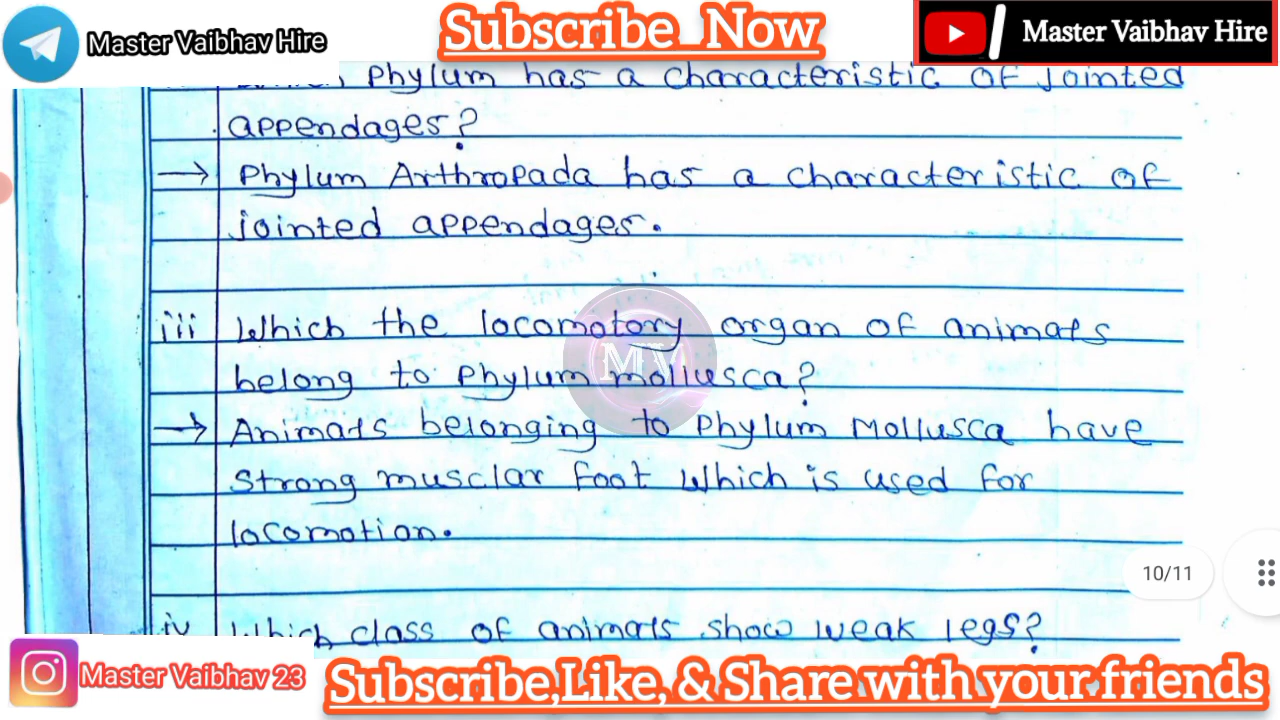 Master Vaibhav Hire
Subscribe Now
Master Vaibhav Hire
Phylum has a characteristic of jointed
appendages?
→ Phylum Arthropada has a characteristic of
jointed appendages.
iii Which the locomotory organ of animals
belong to Phylum mollusca?
MV
→ Animals belonging to Phylum Mollusca have
strong musclar foot which is used for
locomotion.
10/11
iv Which class of animals show weak legs?
Master Vaibhav 23
Subscribe,Like, & Share with your friends